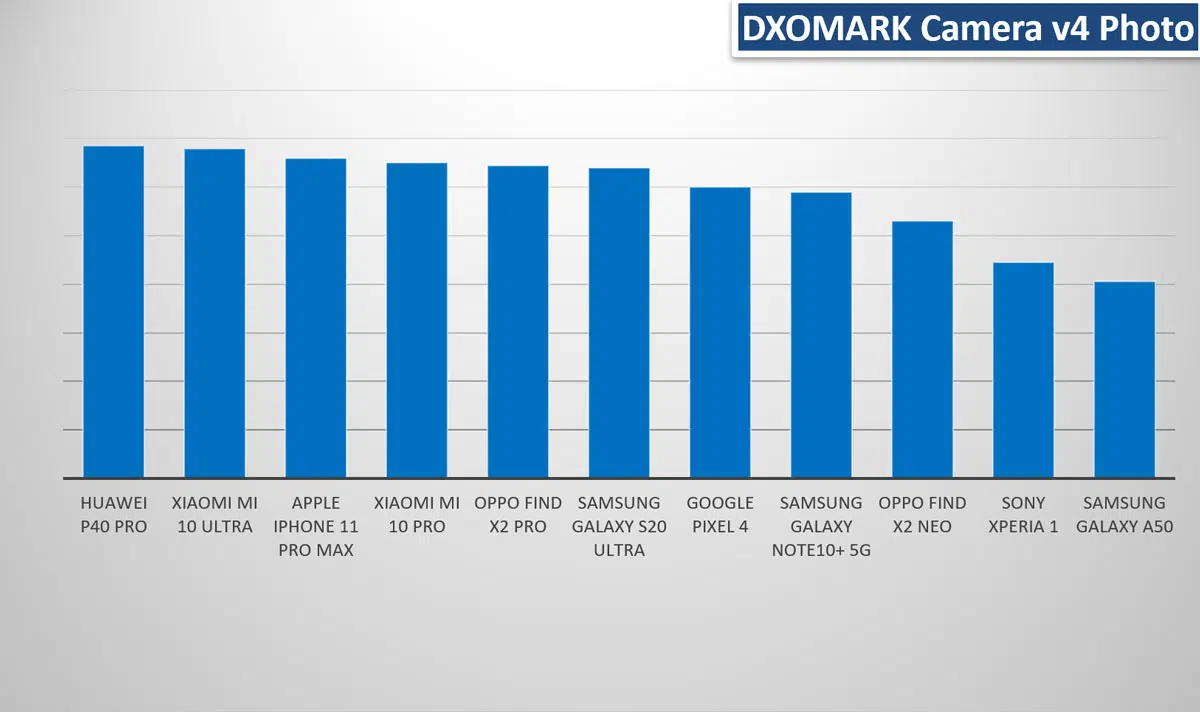 DXOMARK Camera v4 Photo
HUAWEI
P40 PRO
XIAOMI MI
10 ULTRA
APPLE
IPHONE 11
PRO MAX
XIAOMI MI
10 PRO
OPPO FIND
X2 PRO
SAMSUNG
GALAXY S20
ULTRA
GOOGLE
PIXEL 4
SAMSUNG
GALAXY
NOTE10+ 5G
OPPO FIND
X2 NEO
SONY
XPERIA 1
SAMSUNG
GALAXY A50